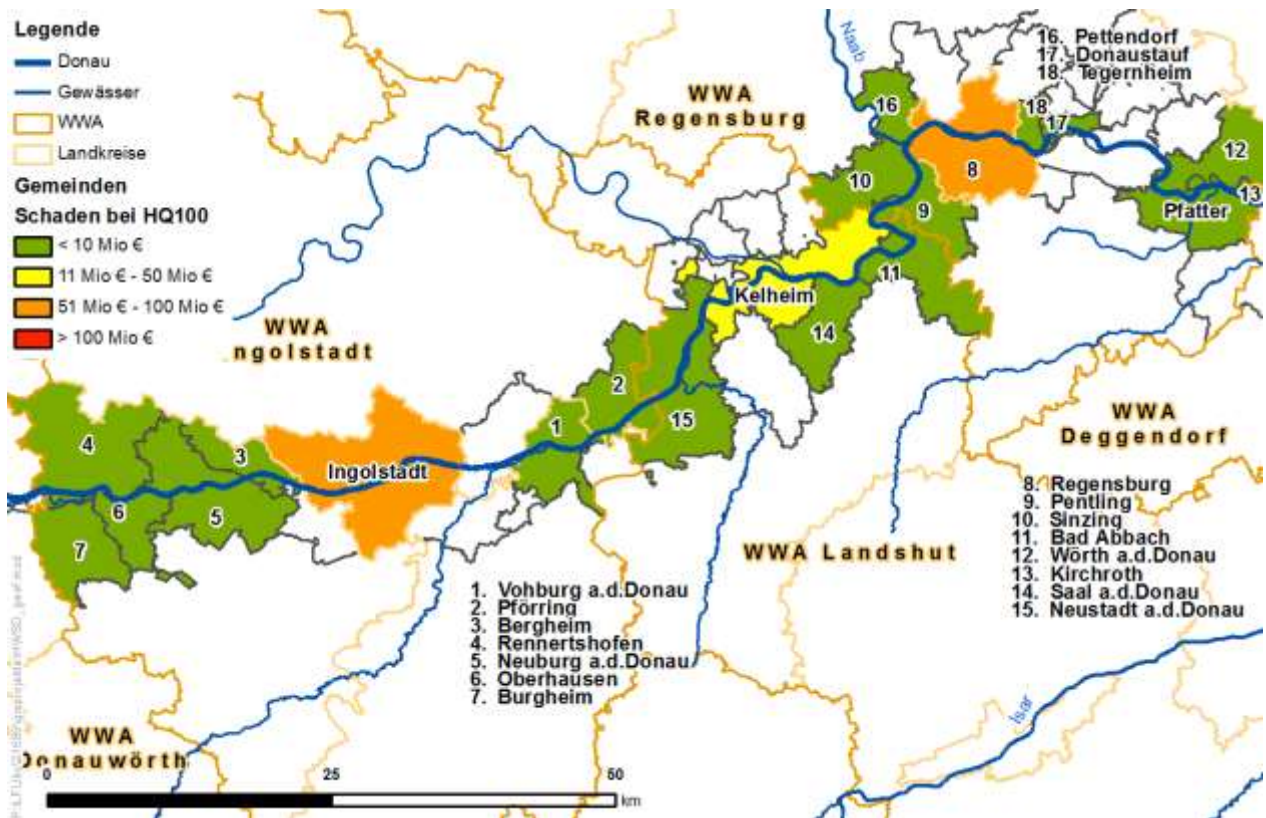 Legende
Donau
Gewässer
WWA
Landkreise
Gemeinden
Schaden bei HQ100
< 10 Mio €
11 Mio € - 50 Mio €
51 Mio € - 100 Mio €
> 100 Mio €
Naab
16. Pettendorf
17. Donaustauf
18. Tegernheim
WWA
Regensburg
16
18
17
12
8
10
13
9
Pfatter
11
Kelheim
WWA
ngolstadt
14
2
1
15
WWA
Deggendorf
4
3
Ingolstadt
6
5
7
8. Regensburg
9. Pentling
10. Sinzing
11. Bad Abbach
12. Wörth a.d.Donau
13. Kirchroth
14. Saal a.d.Donau
15. Neustadt a.d.Donau
WWA Landshut
1. Vohburg a.d.Donau
2. Pförring
3. Bergheim
4. Rennertshofen
5. Neuburg a.d.Donau
6. Oberhausen
7. Burgheim
Isar
WWA
Donauwörth
0
25
50
km